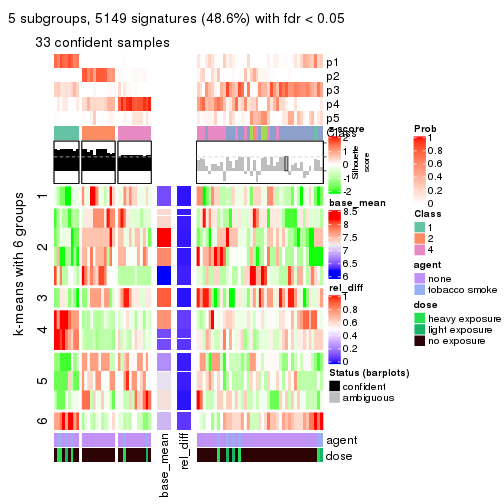 5 subgroups, 5149 signatures (48.6%) with fdr < 0.05
33 confident samples
p1
p2
p3
p4
p5
Class
Silhouette
score
k-means with 6 groups
1
2
3
4
5
6
agent
dose
base_mean
rel_diff
z-score
2
1
0
-1
-2
base_mean
8.5
8
7.5
7
6.5
6
rel_diff
1
0.8
0.6
0.4
0.2
0
Status (barplots)
confident
ambiguous
Prob
1
0.8
0.6
0.4
0.2
0
Class
1
2
4
agent
none
tobacco smoke
dose
heavy exposure
light exposure
no exposure